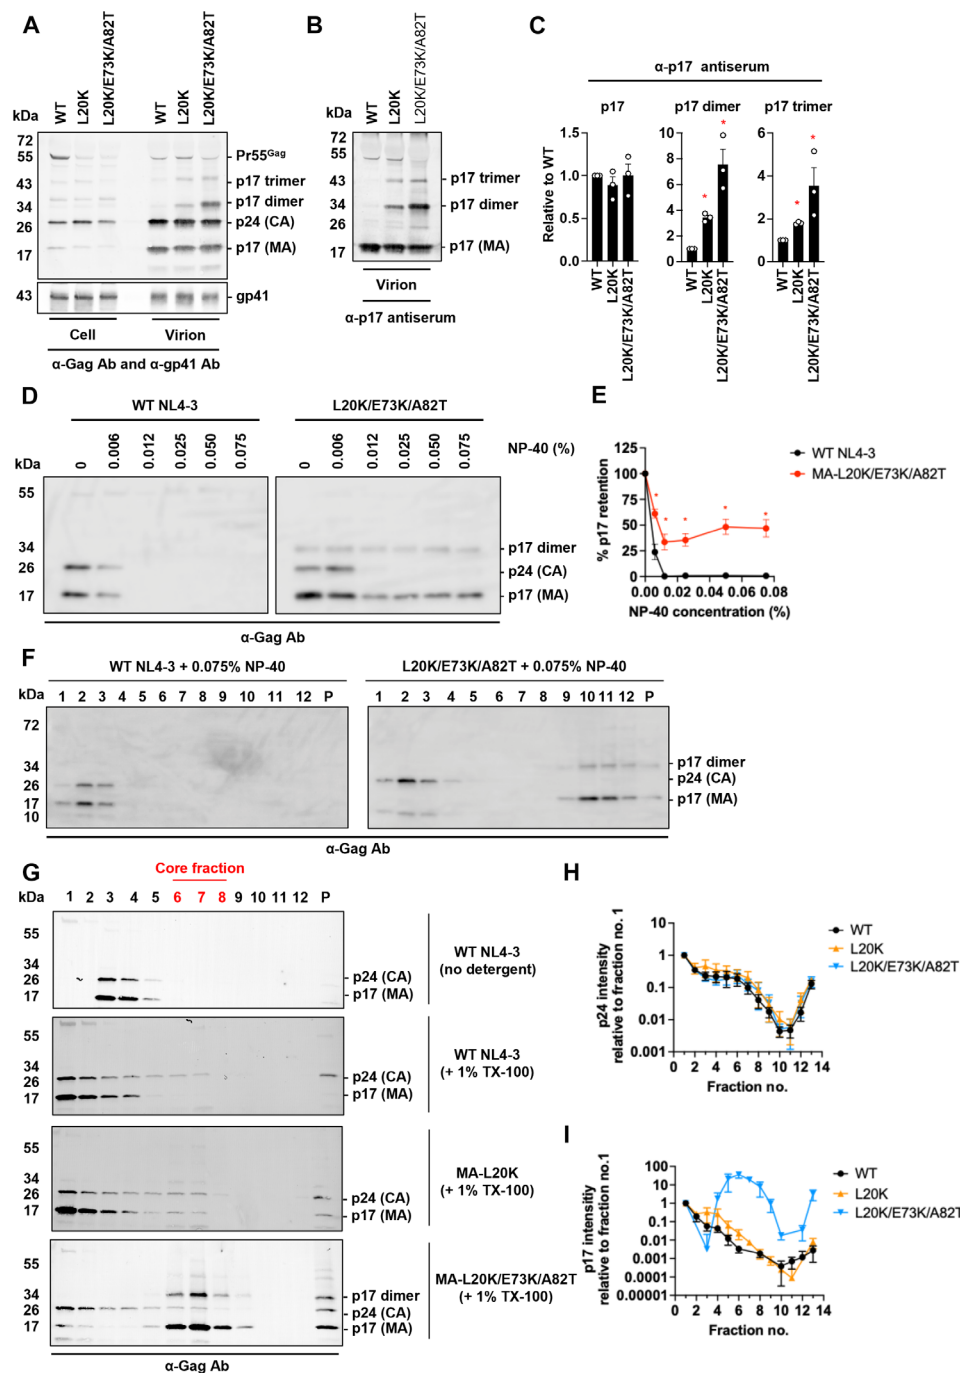 A
WT
L20K
L20K/E73K/A82T
WT
L20K
L20K/E73K/A82T
kDa
72
55
43
34
26
17
Pr55Gag
p17 trimer
p17 dimer
p24 (CA)
p17 (MA)
43
gp41
Cell
Virion
α-Gag Ab and α-gp41 Ab
B
WT
L20K
L20K/E73K/A82T
kDa
72
55
43
34
26
17
p17 trimer
p17 dimer
p17 (MA)
Virion
α-p17 antiserum
C
α-p17 antiserum
p17
p17 dimer
p17 trimer
Relative to WT
1.5
1.0
0.5
0.0
10
8
6
4
2
0
6
4
2
0
* * * *
WT
L20K
L20K/E73K/A82T
WT
L20K
L20K/E73K/A82T
WT
L20K
L20K/E73K/A82T
D
WT NL4-3
L20K/E73K/A82T
0 0.006 0.012 0.025 0.050 0.075
0 0.006 0.012 0.025 0.050 0.075
NP-40 (%)
kDa
55
34
26
17
p17 dimer
p24 (CA)
p17 (MA)
α-Gag Ab
E
% p17 retention
125
100
75
50
25
0
* * * * *
0.00 0.02 0.04 0.06 0.08
NP-40 concentration (%)
WT NL4-3
MA-L20K/E73K/A82T
F
WT NL4-3 + 0.075% NP-40
L20K/E73K/A82T + 0.075% NP-40
kDa
1 2 3 4 5 6 7 8 9 10 11 12 P
1 2 3 4 5 6 7 8 9 10 11 12 P
72
34
26
17
10
p17 dimer
p24 (CA)
p17 (MA)
α-Gag Ab
G
Core fraction
kDa
1 2 3 4 5 6 7 8 9 10 11 12 P
55
34
26
17
p24 (CA)
p17 (MA)
WT NL4-3
(no detergent)
55
34
26
17
p24 (CA)
p17 (MA)
WT NL4-3
(+ 1% TX-100)
55
34
26
17
p24 (CA)
p17 (MA)
MA-L20K
(+ 1% TX-100)
55
34
26
17
p17 dimer
p24 (CA)
p17 (MA)
MA-L20K/E73K/A82T
(+ 1% TX-100)
α-Gag Ab
H
p24 intensity
relative to fraction no. 1
10
1
0.1
0.01
0.001
0 2 4 6 8 10 12 14
Fraction no.
WT
L20K
L20K/E73K/A82T
I
p17 intensitiy
relative to fraction no.1
100
10
1
0.1
0.01
0.001
0.00001
0 2 4 6 8 10 12 14
Fraction no.
WT
L20K
L20K/E73K/A82T